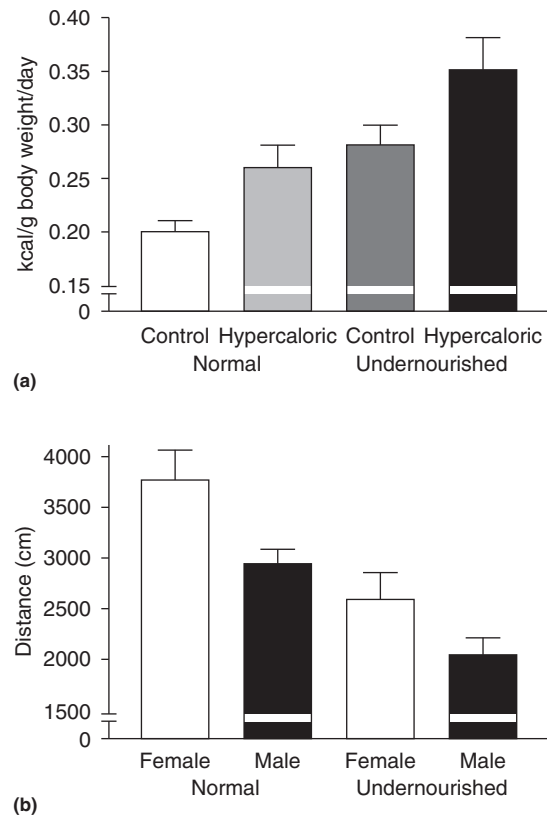 kcal/g body weight/day
0.40
0.35
0.30
0.25
0.20
0.15
0
Control Hypercaloric Control Hypercaloric
Normal Undernourished
(a)
Distance (cm)
4000
3500
3000
2500
2000
1500
0
Female Male Female Male
Normal Undernourished
(b)